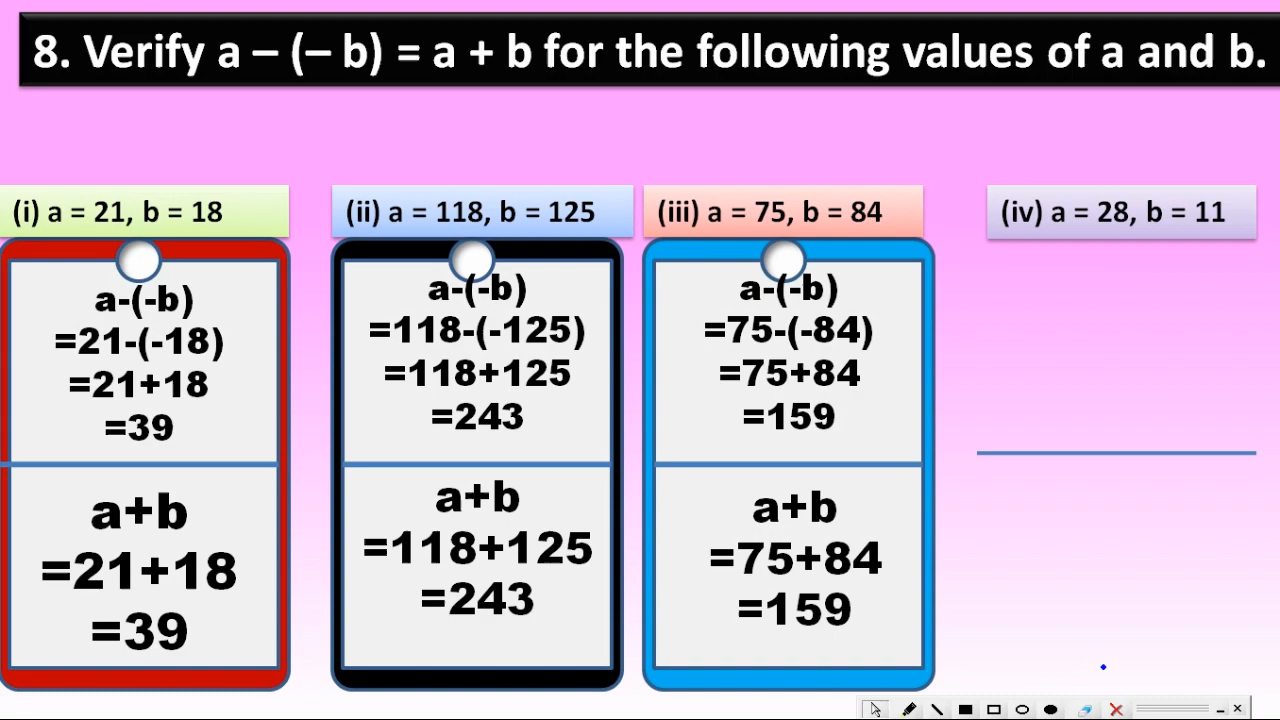 8. Verify a – (– b) = a + b for the following values of a and b.
(i) a = 21, b = 18
a-(-b)
=21-(-18)
=21+18
=39
a+b
=21+18
=39
(ii) a = 118, b = 125
a-(-b)
=118-(-125)
=118+125
=243
a+b
=118+125
=243
(iii) a = 75, b = 84
a-(-b)
=75-(-84)
=75+84
=159
a+b
=75+84
=159
(iv) a = 28, b = 11